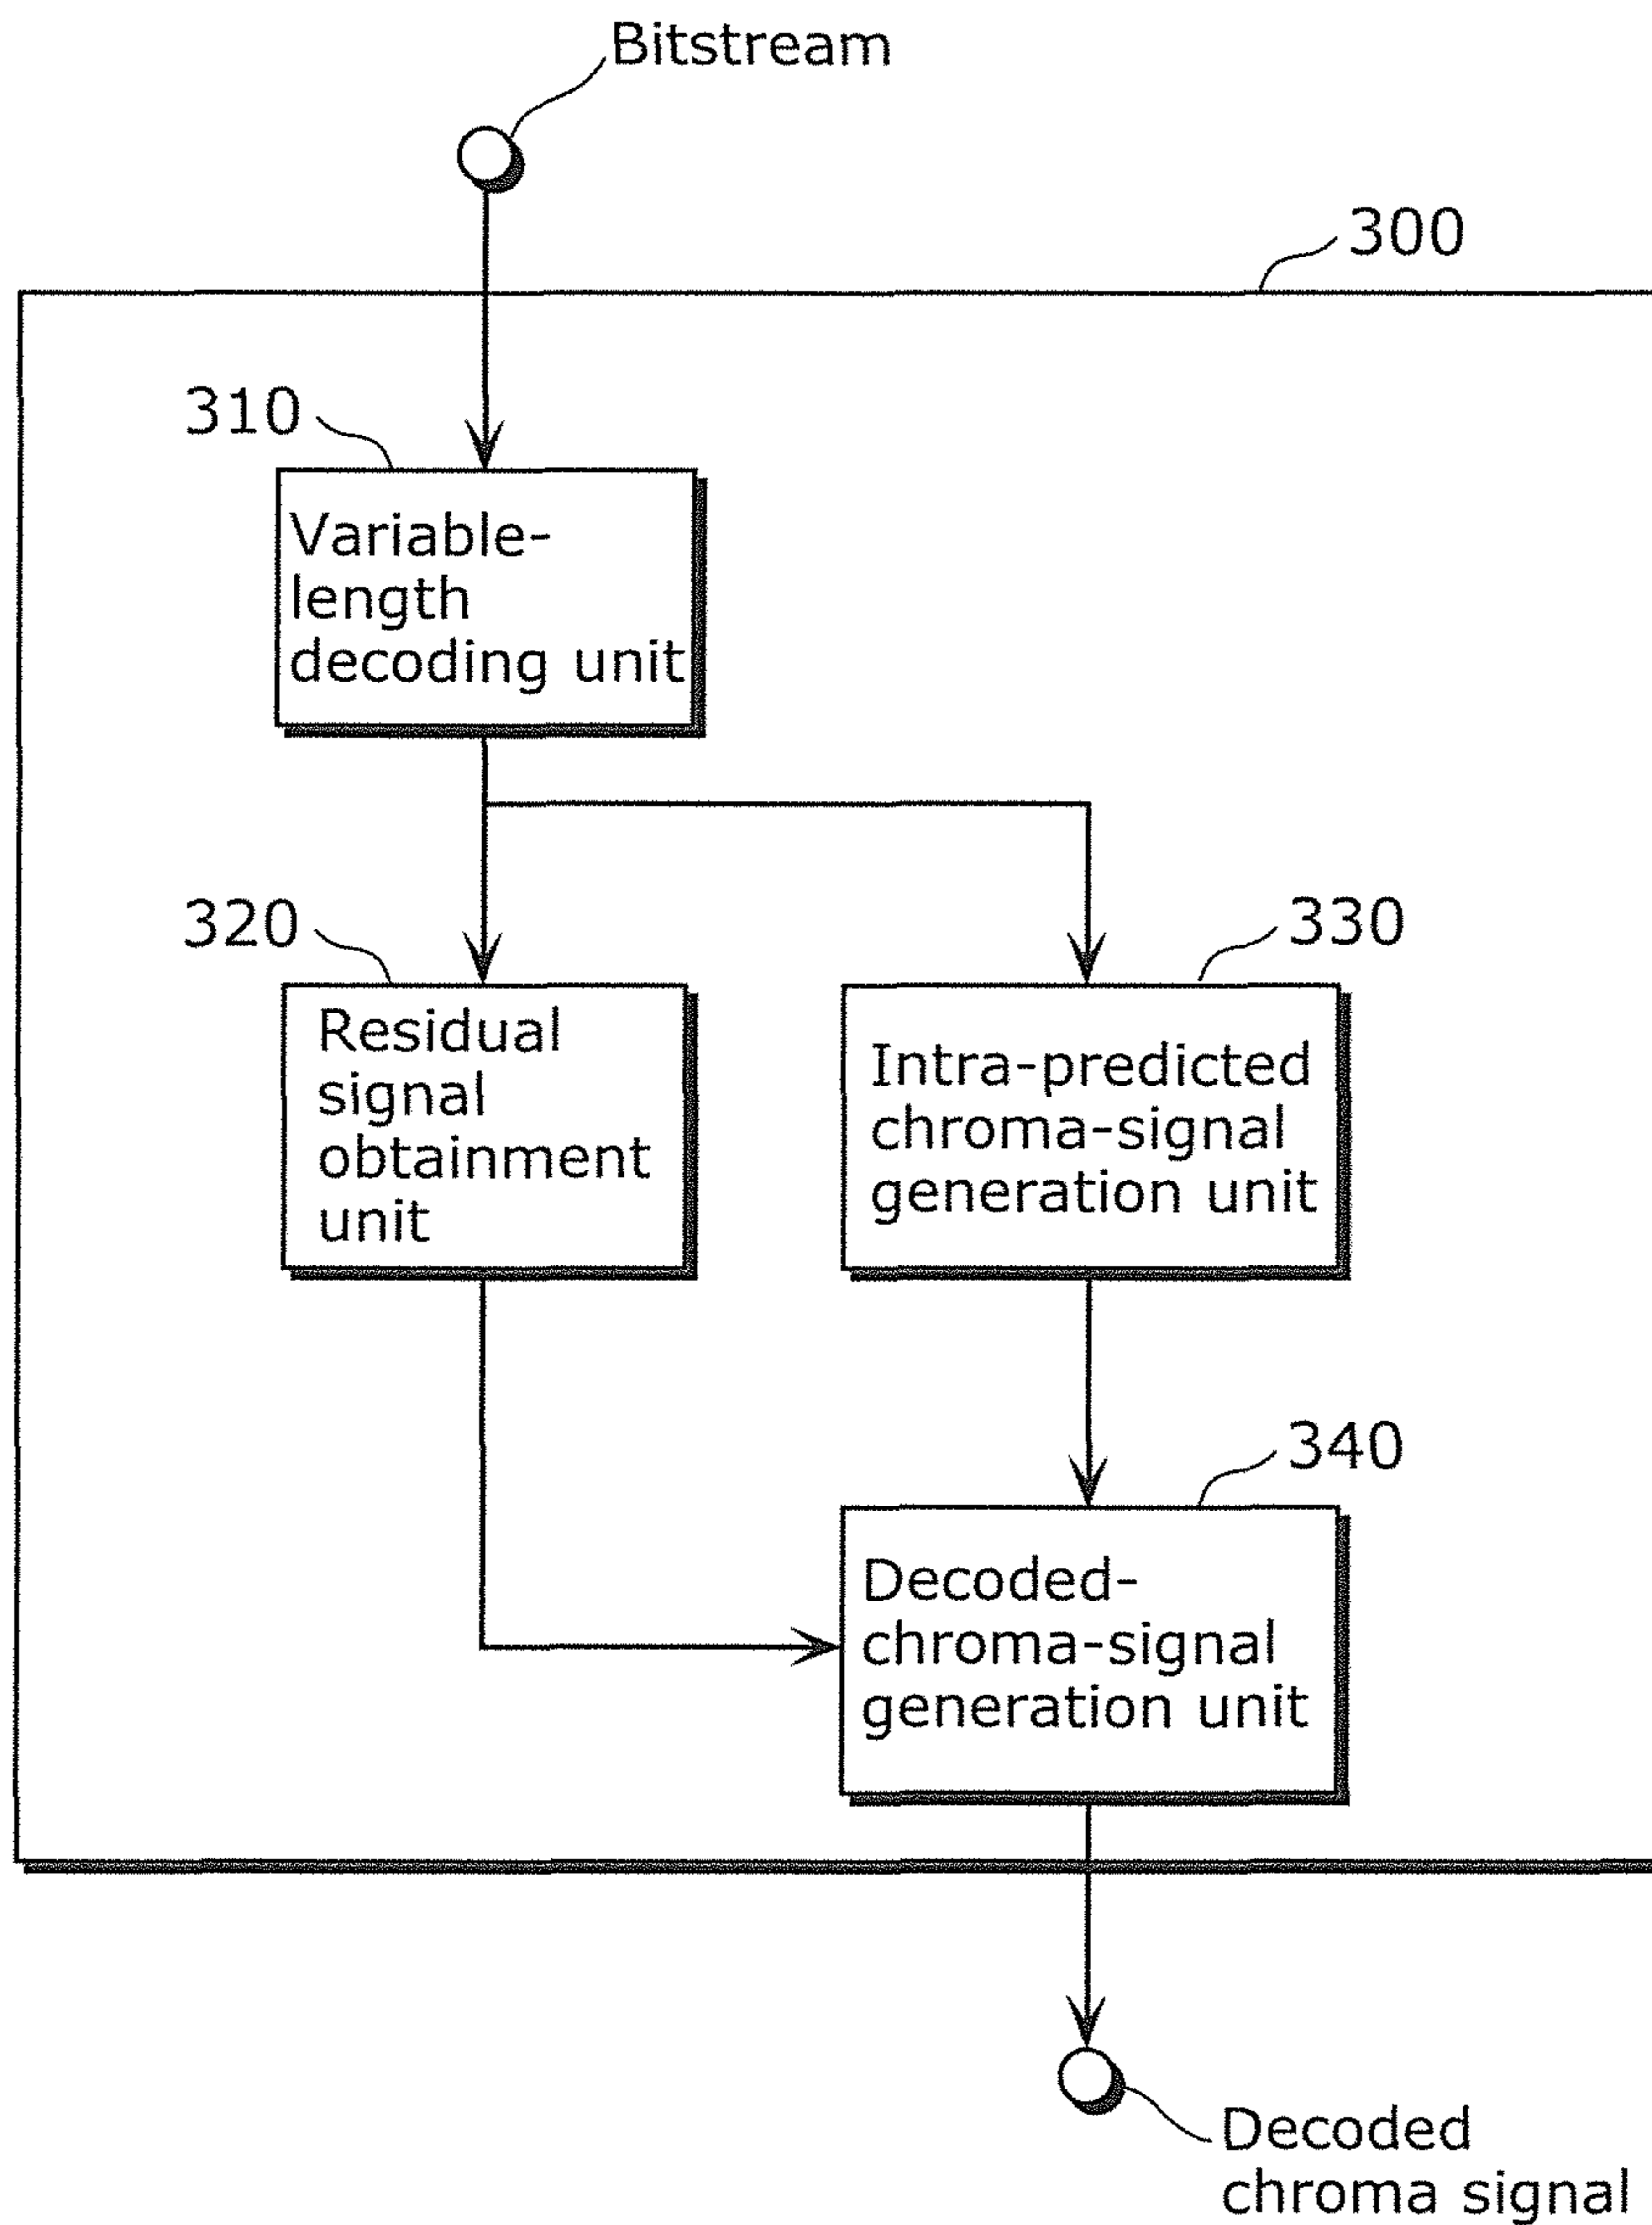 Bitstream
300
310
Variable-
length
decoding unit
320
330
Residual
signal
obtainment
unit
Intra-predicted
chroma-signal
generation unit
340
Decoded-
chroma-signal
generation unit
Decoded
chroma signal